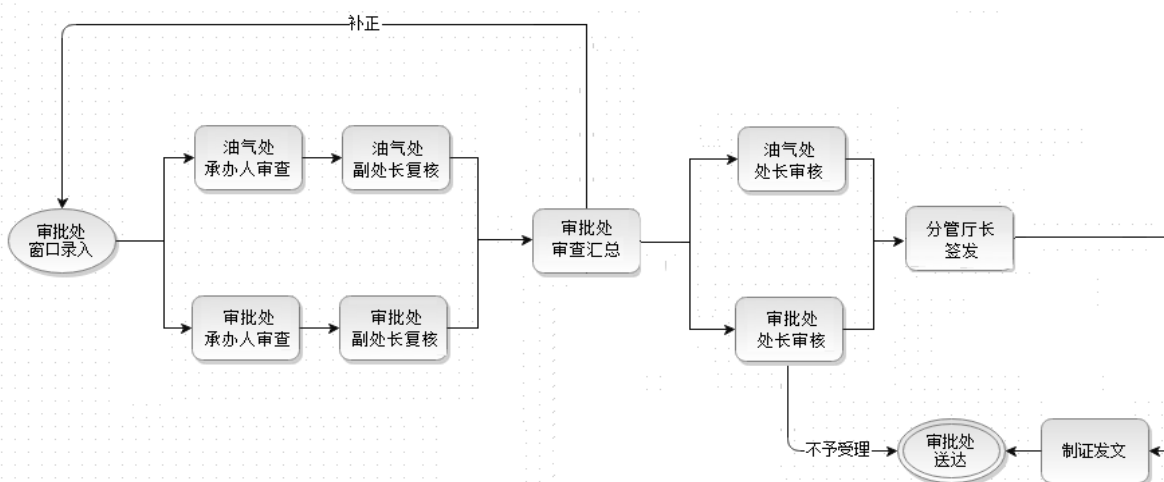 补正
油气处
承办人审查
油气处
副处长复核
油气处
处长审核
审批处
窗口录入
审批处
审查汇总
分管厅长
签发
审批处
承办人审查
审批处
副处长复核
审批处
处长审核
不予受理
审批处
送达
制证发文